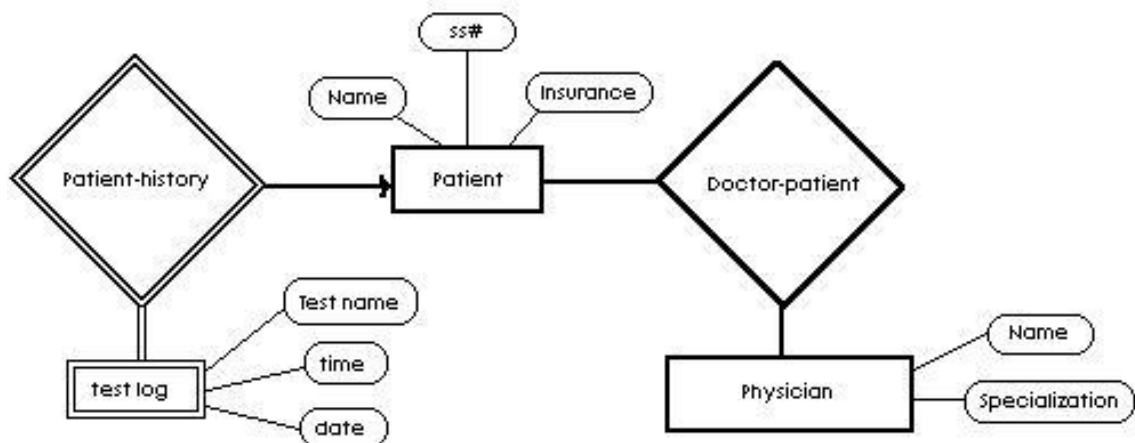 ss#
Name
Insurance
Patient-history
Patient
Doctor-patient
Test name
time
test log
date
Name
Physician
Specialization